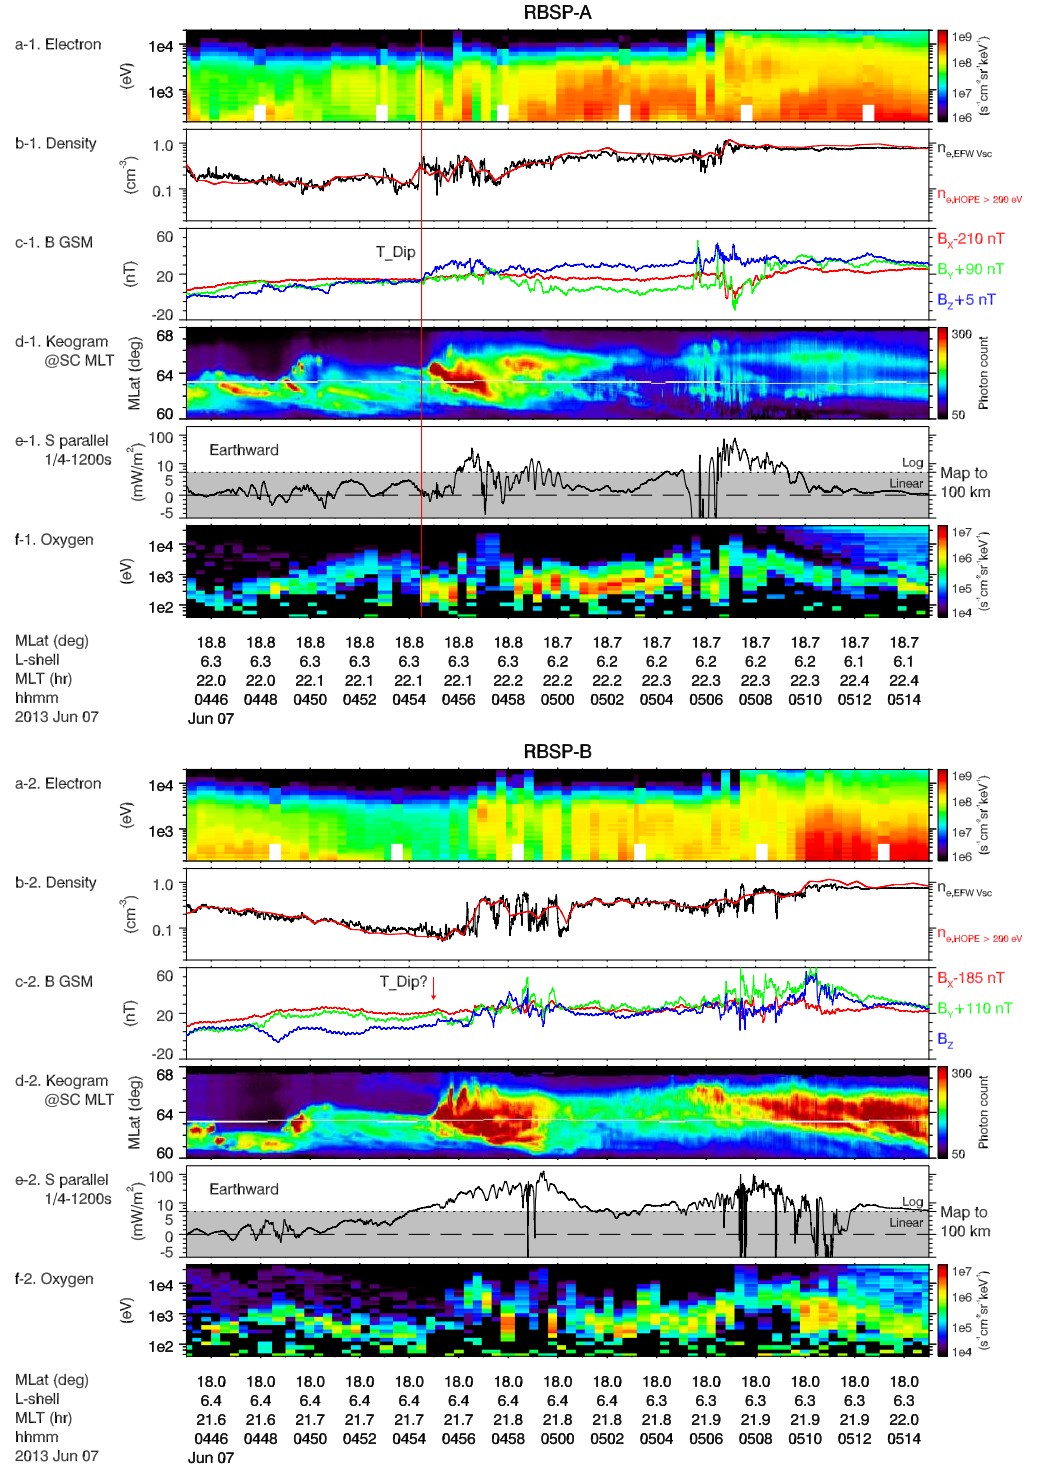 RBSP-A
a-1. Electron
(eV)
1e4
1e3
1e9
1e8
1e7
1e6
(s⁻¹cm⁻²sr⁻¹keV⁻¹)
b-1. Density
(cm⁻³)
1.0
0.1
n e,EFW Vsc
n e,HOPE > 200 eV
c-1. B GSM
(nT)
60
20
-20
T_Dip
Bx-210 nT
BY+90 nT
Bz+5 nT
d-1. Keogram
@SC MLT
MLat (deg)
68
64
60
300
50
Photon count
e-1. S parallel
1/4-1200s
(mW/m²)
100
10
5
0
-5
Earthward
Log
Linear
Map to
100 km
f-1. Oxygen
(eV)
1e4
1e3
1e2
1e7
1e6
1e5
1e4
(s⁻¹cm⁻²sr⁻¹keV⁻¹)
MLat (deg) 18.8 18.8 18.8 18.8 18.8 18.8 18.8 18.7 18.7 18.7 18.7 18.7 18.7 18.7 18.7
L-shell 6.3 6.3 6.3 6.3 6.3 6.3 6.3 6.2 6.2 6.2 6.2 6.2 6.2 6.1 6.1
MLT (hr) 22.0 22.0 22.1 22.1 22.1 22.1 22.2 22.2 22.2 22.3 22.3 22.3 22.3 22.4 22.4
hhmm 0446 0448 0450 0452 0454 0456 0458 0500 0502 0504 0506 0508 0510 0512 0514
2013 Jun 07 Jun 07
RBSP-B
a-2. Electron
(eV)
1e4
1e3
1e9
1e8
1e7
1e6
(s⁻¹cm⁻²sr⁻¹keV⁻¹)
b-2. Density
(cm⁻³)
1.0
0.1
n e,EFW Vsc
n e,HOPE > 200 eV
c-2. B GSM
(nT)
60
20
-20
T_Dip?
Bx-185 nT
BY+110 nT
Bz
d-2. Keogram
@SC MLT
MLat (deg)
68
64
60
300
50
Photon count
e-2. S parallel
1/4-1200s
(mW/m²)
100
10
5
0
-5
Earthward
Log
Linear
Map to
100 km
f-2. Oxygen
(eV)
1e4
1e3
1e2
1e7
1e6
1e5
1e4
(s⁻¹cm⁻²sr⁻¹keV⁻¹)
MLat (deg) 18.0 18.0 18.0 18.0 18.0 18.0 18.0 18.0 18.0 18.0 18.0 18.0 18.0 18.0 18.0
L-shell 6.4 6.4 6.4 6.4 6.4 6.4 6.4 6.4 6.4 6.3 6.3 6.3 6.3 6.3 6.3
MLT (hr) 21.6 21.6 21.7 21.7 21.7 21.7 21.8 21.8 21.8 21.8 21.9 21.9 21.9 21.9 22.0
hhmm 0446 0448 0450 0452 0454 0456 0458 0500 0502 0504 0506 0508 0510 0512 0514
2013 Jun 07 Jun 07